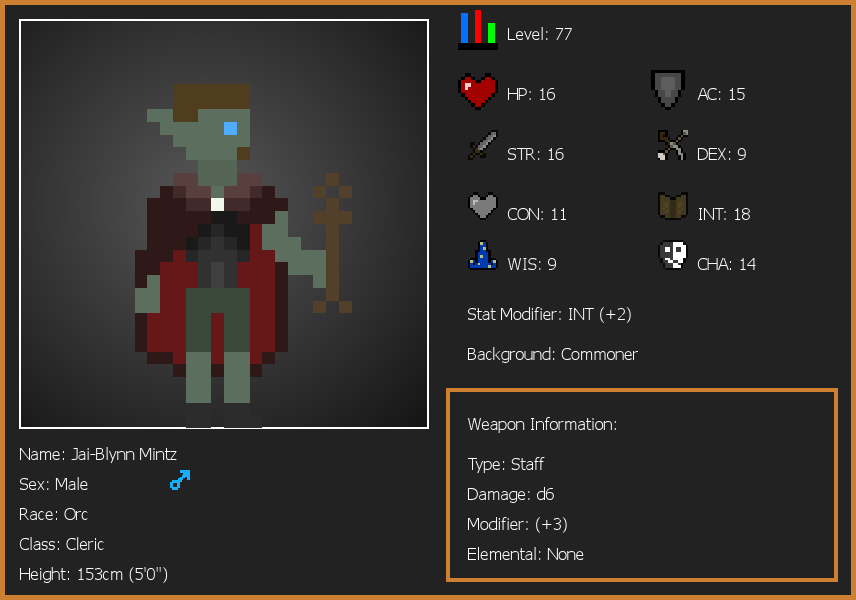 Level: 77
HP: 16
AC: 15
STR: 16
DEX: 9
CON: 11
INT: 18
WIS: 9
CHA: 14
Stat Modifier: INT (+2)
Background: Commoner
Weapon Information:
Type: Staff
Damage: d6
Modifier: (+3)
Elemental: None
Name: Jai-Blynn Mintz
Sex: Male
Race: Orc
Class: Cleric
Height: 153cm (5'0")